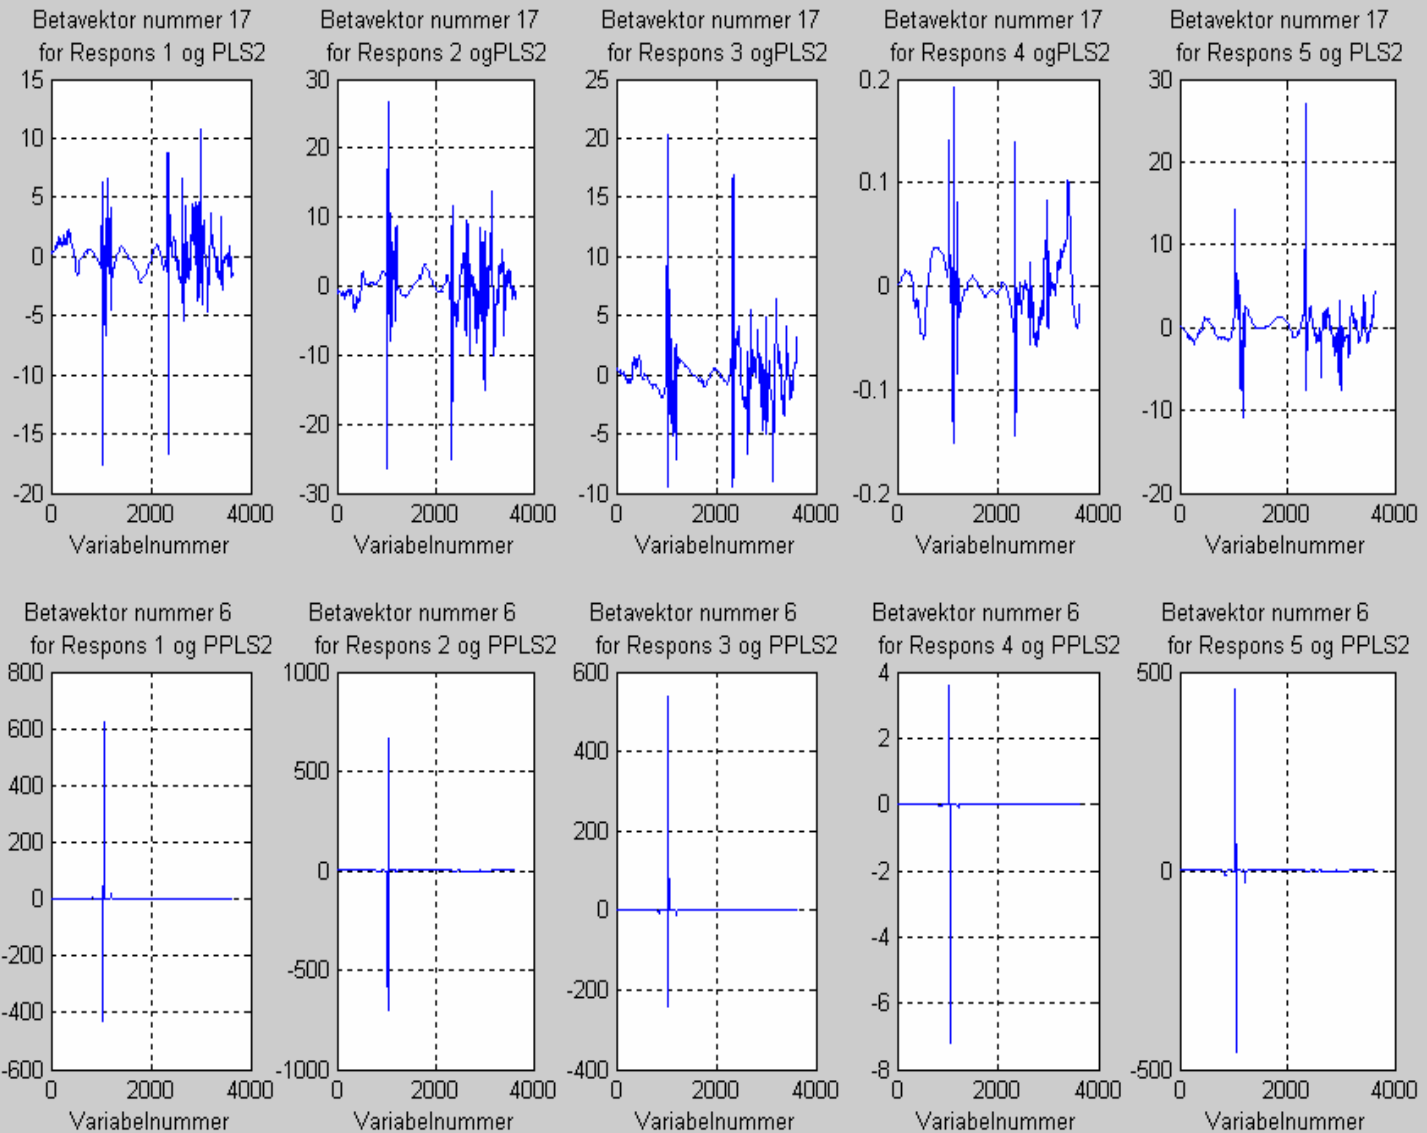 Betavektor nummer 17
for Respons 1 og PLS2
15
10
5
0
-5
-10
-15
-20
0 2000 4000
Variabelnummer
Betavektor nummer 17
for Respons 2 ogPLS2
30
20
10
0
-10
-20
-30
0 2000 4000
Variabelnummer
Betavektor nummer 17
for Respons 3 ogPLS2
25
20
15
10
5
0
-5
-10
0 2000 4000
Variabelnummer
Betavektor nummer 17
for Respons 4 ogPLS2
0.2
0.1
0
-0.1
-0.2
0 2000 4000
Variabelnummer
Betavektor nummer 17
for Respons 5 og PLS2
30
20
10
0
-10
-20
0 2000 4000
Variabelnummer
Betavektor nummer 6
for Respons 1 og PPLS2
800
600
400
200
0
-200
-400
-600
0 2000 4000
Variabelnummer
Betavektor nummer 6
for Respons 2 og PPLS2
1000
500
0
-500
-1000
0 2000 4000
Variabelnummer
Betavektor nummer 6
for Respons 3 og PPLS2
600
400
200
0
-200
-400
0 2000 4000
Variabelnummer
Betavektor nummer 6
for Respons 4 og PPLS2
4
2
0
-2
-4
-6
-8
0 2000 4000
Variabelnummer
Betavektor nummer 6
for Respons 5 og PPLS2
500
0
-500
0 2000 4000
Variabelnummer